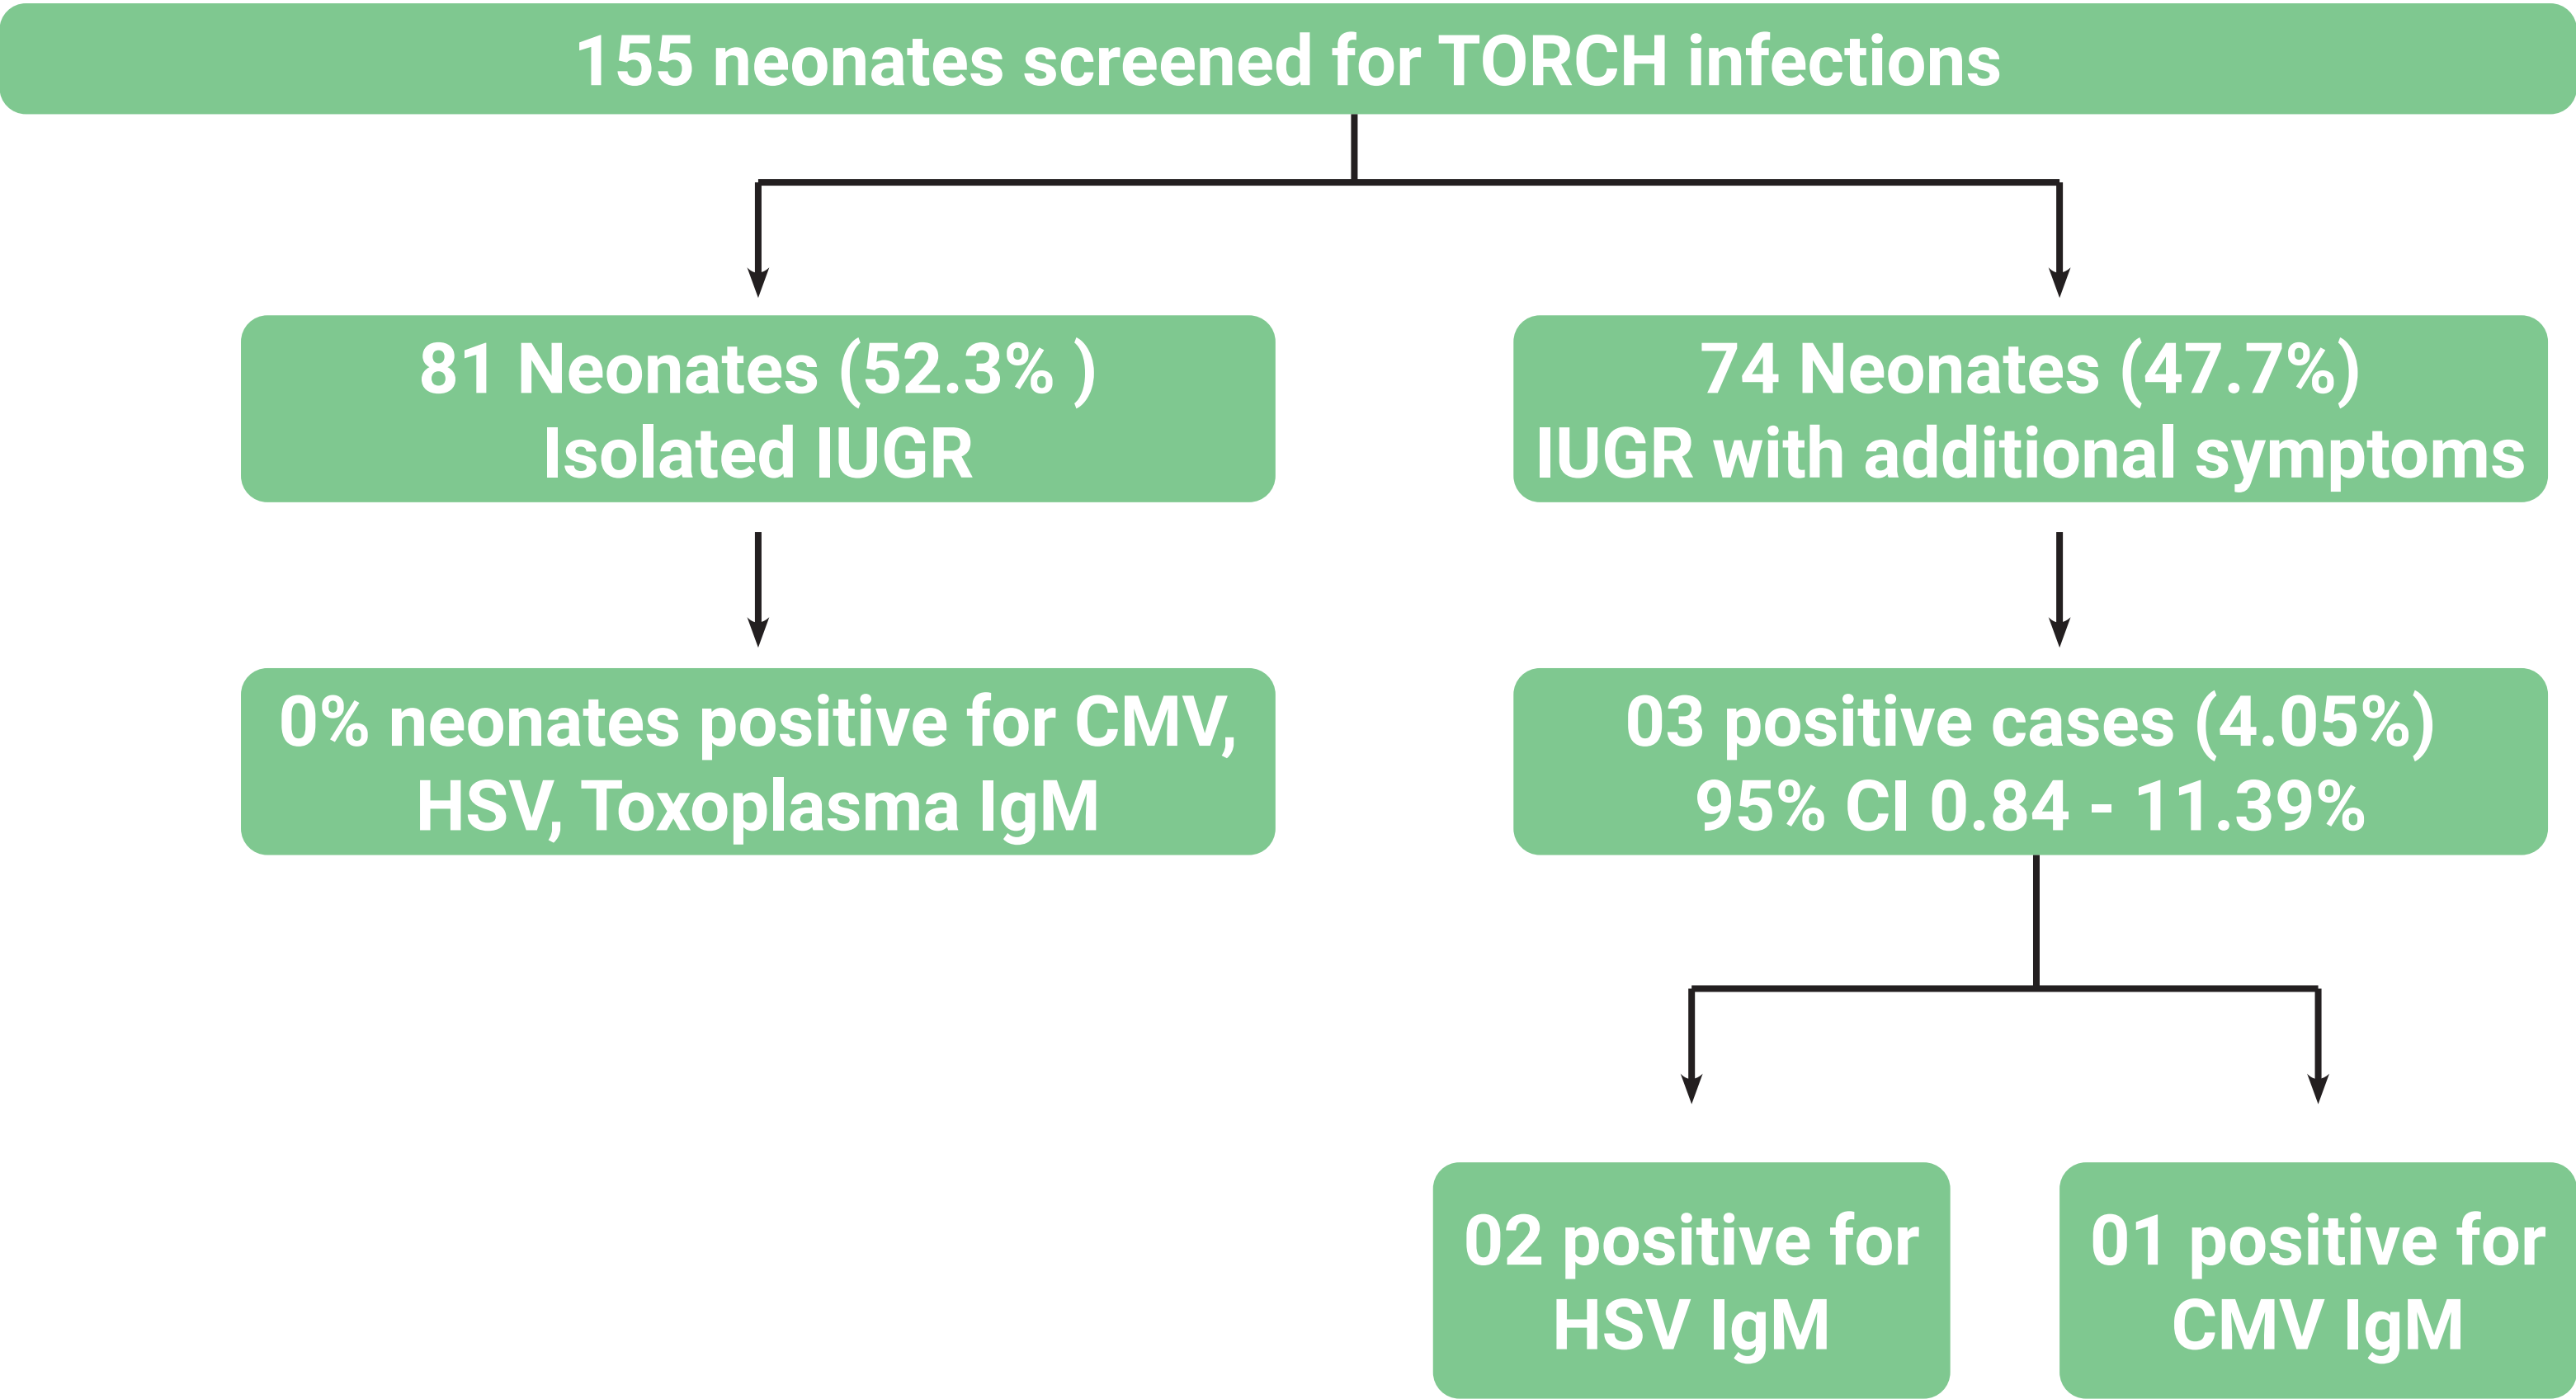 155 neonates screened for TORCH infections
81 Neonates (52.3% )
Isolated IUGR
74 Neonates (47.7%)
IUGR with additional symptoms
0% neonates positive for CMV,
HSV, Toxoplasma IgM
03 positive cases (4.05%)
95% CI 0.84 - 11.39%
02 positive for
HSV IgM
01 positive for
CMV IgM